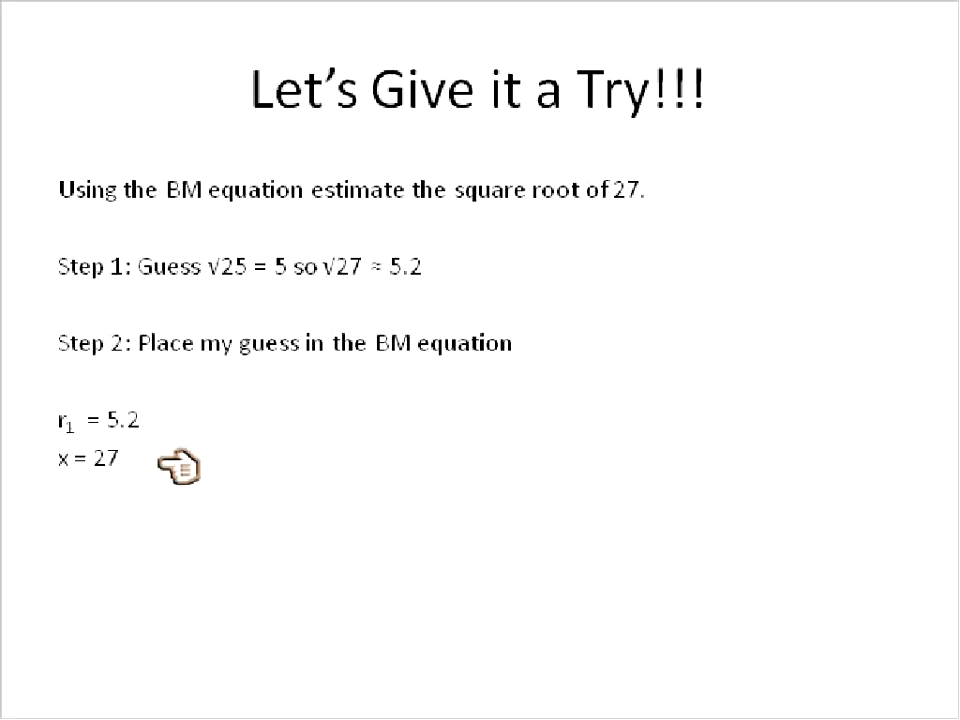 Let's Give it a Try!!!
Using the BM equation estimate the square root of 27.
Step 1: Guess √25 = 5 so √27 ≈ 5.2
Step 2: Place my guess in the BM equation
r₁ = 5.2
x = 27